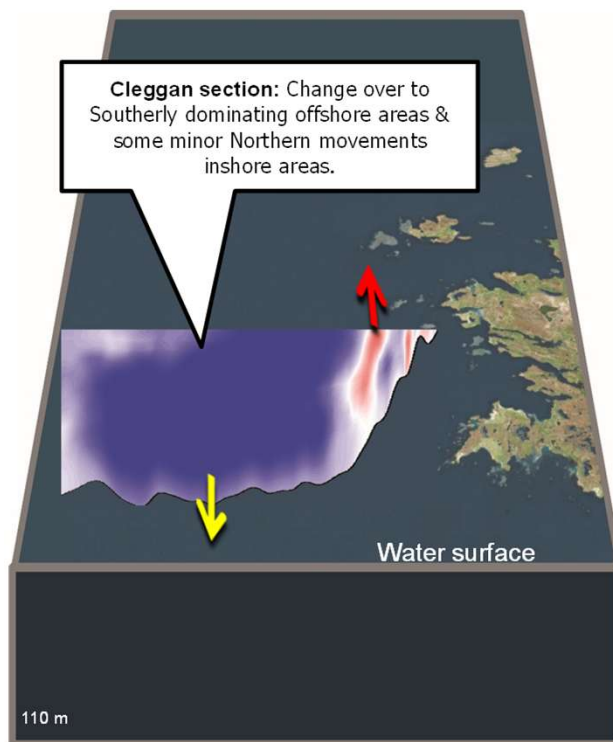 Cleggan section: Change over to
Southerly dominating offshore areas &
some minor Northern movements
inshore areas.
Water surface
110 m